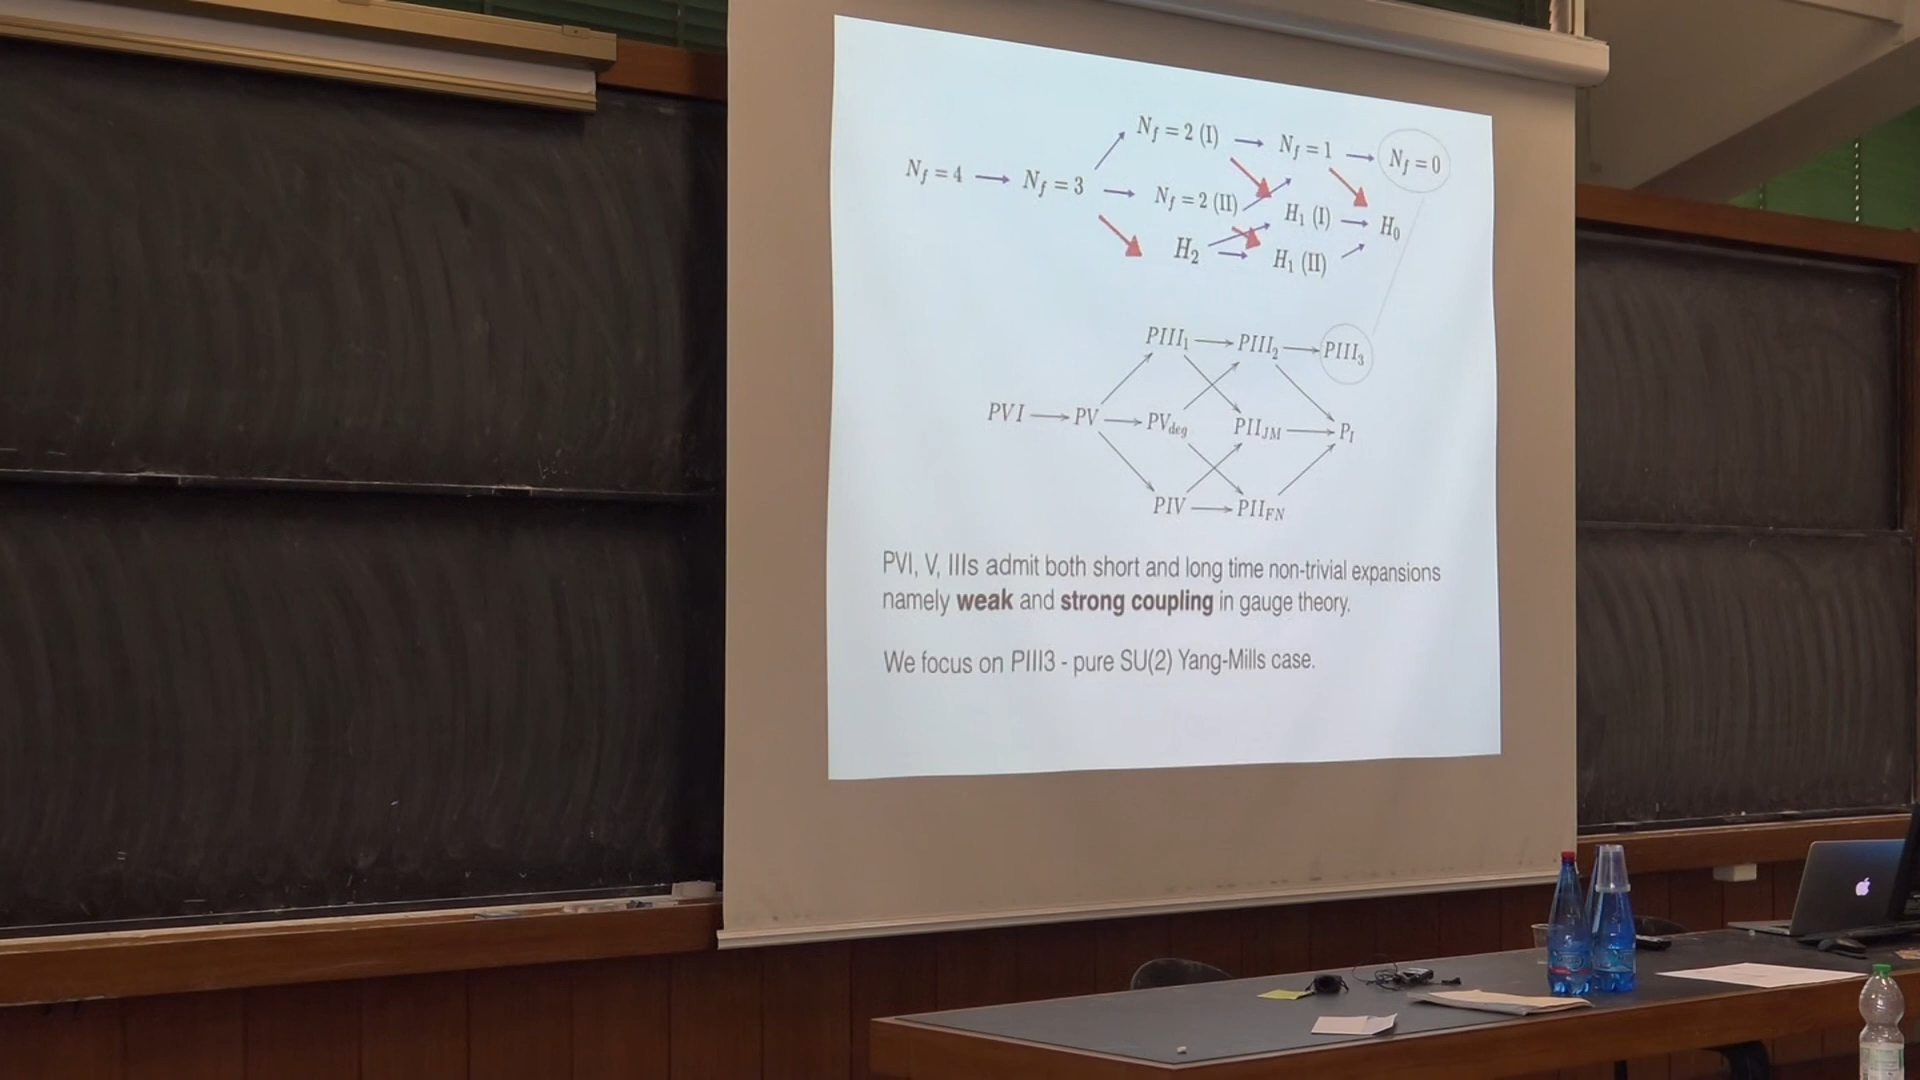 N_f = 2 (I) → N_f = 1 → N_f = 0
N_f = 4 → N_f = 3 → N_f = 2 (II) H_1 (I) → H_0
H_2 → H_1 (II)
PIII_1 → PIII_2 → PIII_3
PVI → PV → PV_deg PII_JM → P_I
PIV → PII_FN
PVI, V, IIIs admit both short and long time non-trivial expansions
namely weak and strong coupling in gauge theory.
We focus on PIII3 - pure SU(2) Yang-Mills case.